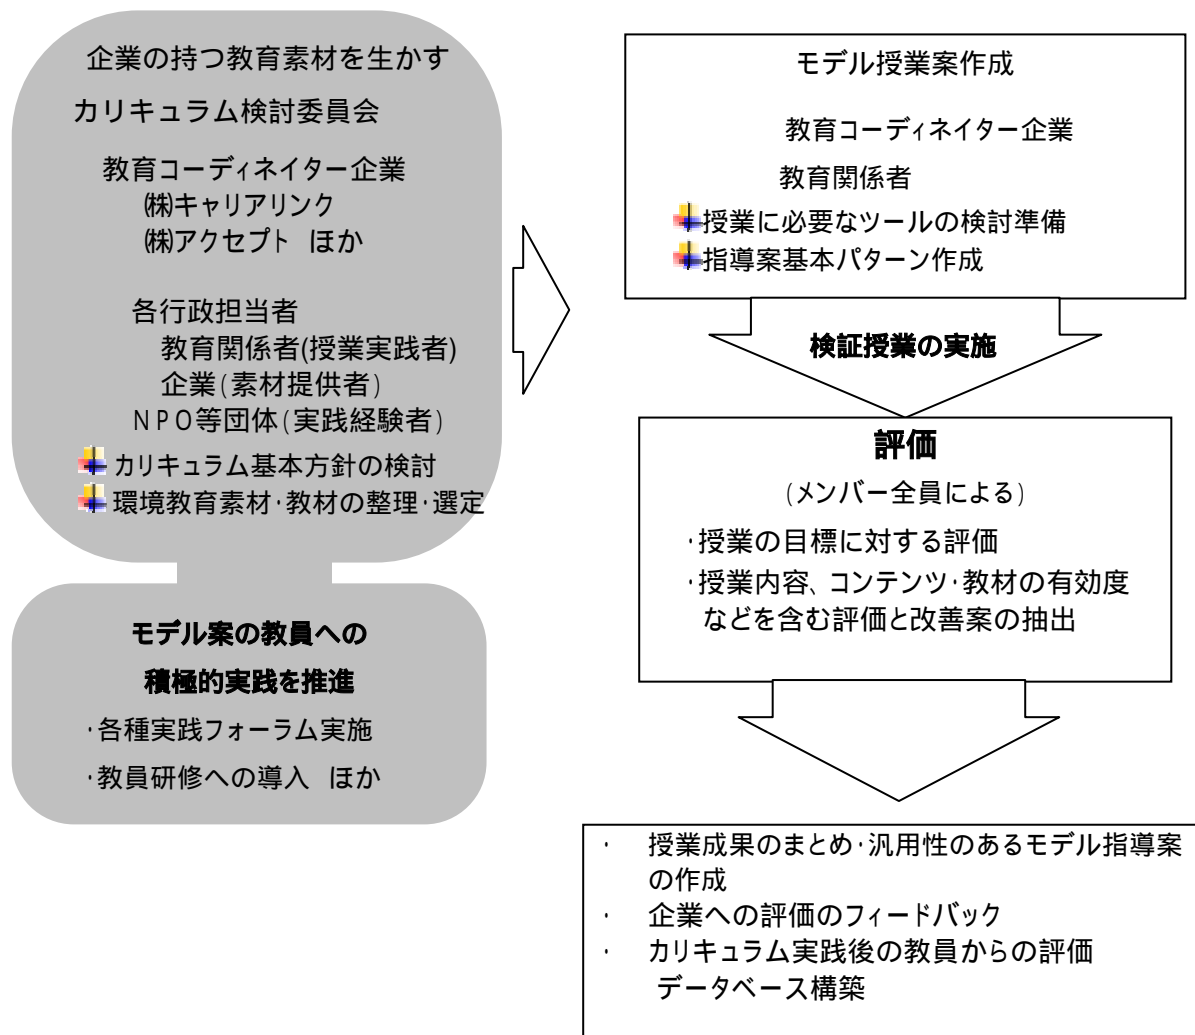 企業の持つ教育素材を生かす
カリキュラム検討委員会
教育コーディネイター企業
㈱キャリアリンク
㈱アクセプト ほか
各行政担当者
教育関係者(授業実践者)
企業(素材提供者)
NPO等団体(実践経験者)
カリキュラム基本方針の検討
環境教育素材・教材の整理・選定
モデル案の教員への
積極的実践を推進
・各種実践フォーラム実施
・教員研修への導入 ほか
モデル授業案作成
教育コーディネイター企業
教育関係者
授業に必要なツールの検討準備
指導案基本パターン作成
検証授業の実施
評価
(メンバー全員による)
・授業の目標に対する評価
・授業内容、コンテンツ・教材の有効度
などを含む評価と改善案の抽出
・ 授業成果のまとめ・汎用性のあるモデル指導案
の作成
・ 企業への評価のフィードバック
・ カリキュラム実践後の教員からの評価
データベース構築